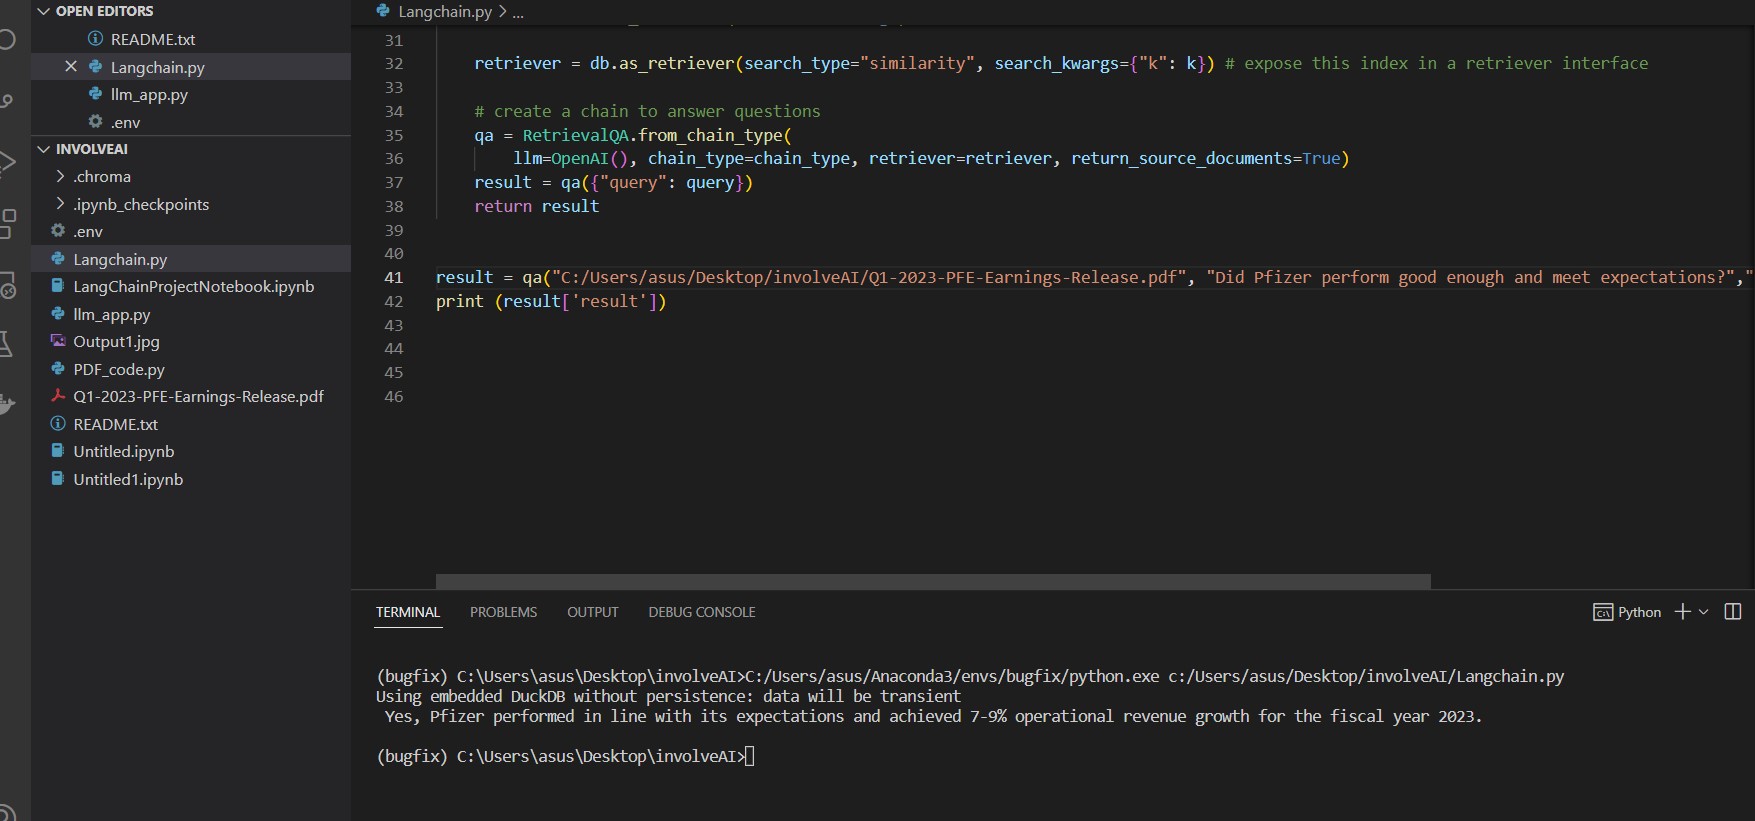 OPEN EDITORS
README.txt
Langchain.py
llm_app.py
.env
INVOLVEAI
.chroma
.ipynb_checkpoints
.env
Langchain.py
LangChainProjectNotebook.ipynb
llm_app.py
Output1.jpg
PDF_code.py
Q1-2023-PFE-Earnings-Release.pdf
README.txt
Untitled.ipynb
Untitled1.ipynb
Langchain.py > ...
31
32 retriever = db.as_retriever(search_type="similarity", search_kwargs={"k": k}) # expose this index in a retriever interface
33
34 # create a chain to answer questions
35 qa = RetrievalQA.from_chain_type(
36 llm=OpenAI(), chain_type=chain_type, retriever=retriever, return_source_documents=True)
37 result = qa({"query": query})
38 return result
39
40
41 result = qa("C:/Users/asus/Desktop/involveAI/Q1-2023-PFE-Earnings-Release.pdf", "Did Pfizer perform good enough and meet expectations?","
42 print (result['result'])
43
44
45
46
TERMINAL PROBLEMS OUTPUT DEBUG CONSOLE Python
(bugfix) C:\Users\asus\Desktop\involveAI>C:/Users/asus/Anaconda3/envs/bugfix/python.exe c:/Users/asus/Desktop/involveAI/Langchain.py
Using embedded DuckDB without persistence: data will be transient
Yes, Pfizer performed in line with its expectations and achieved 7-9% operational revenue growth for the fiscal year 2023.
(bugfix) C:\Users\asus\Desktop\involveAI>